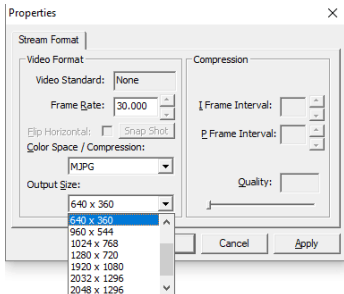 Properties
Stream Format
Video Format
Video Standard: None
Frame Rate: 30.000
Flip Horizontal: Snap Shot
Color Space / Compression:
MJPG
Output Size:
640 x 360
640 x 360
960 x 544
1024 x 768
1280 x 720
1920 x 1080
2032 x 1296
2048 x 1296
Compression
I Frame Interval:
P Frame Interval:
Quality:
Cancel
Apply